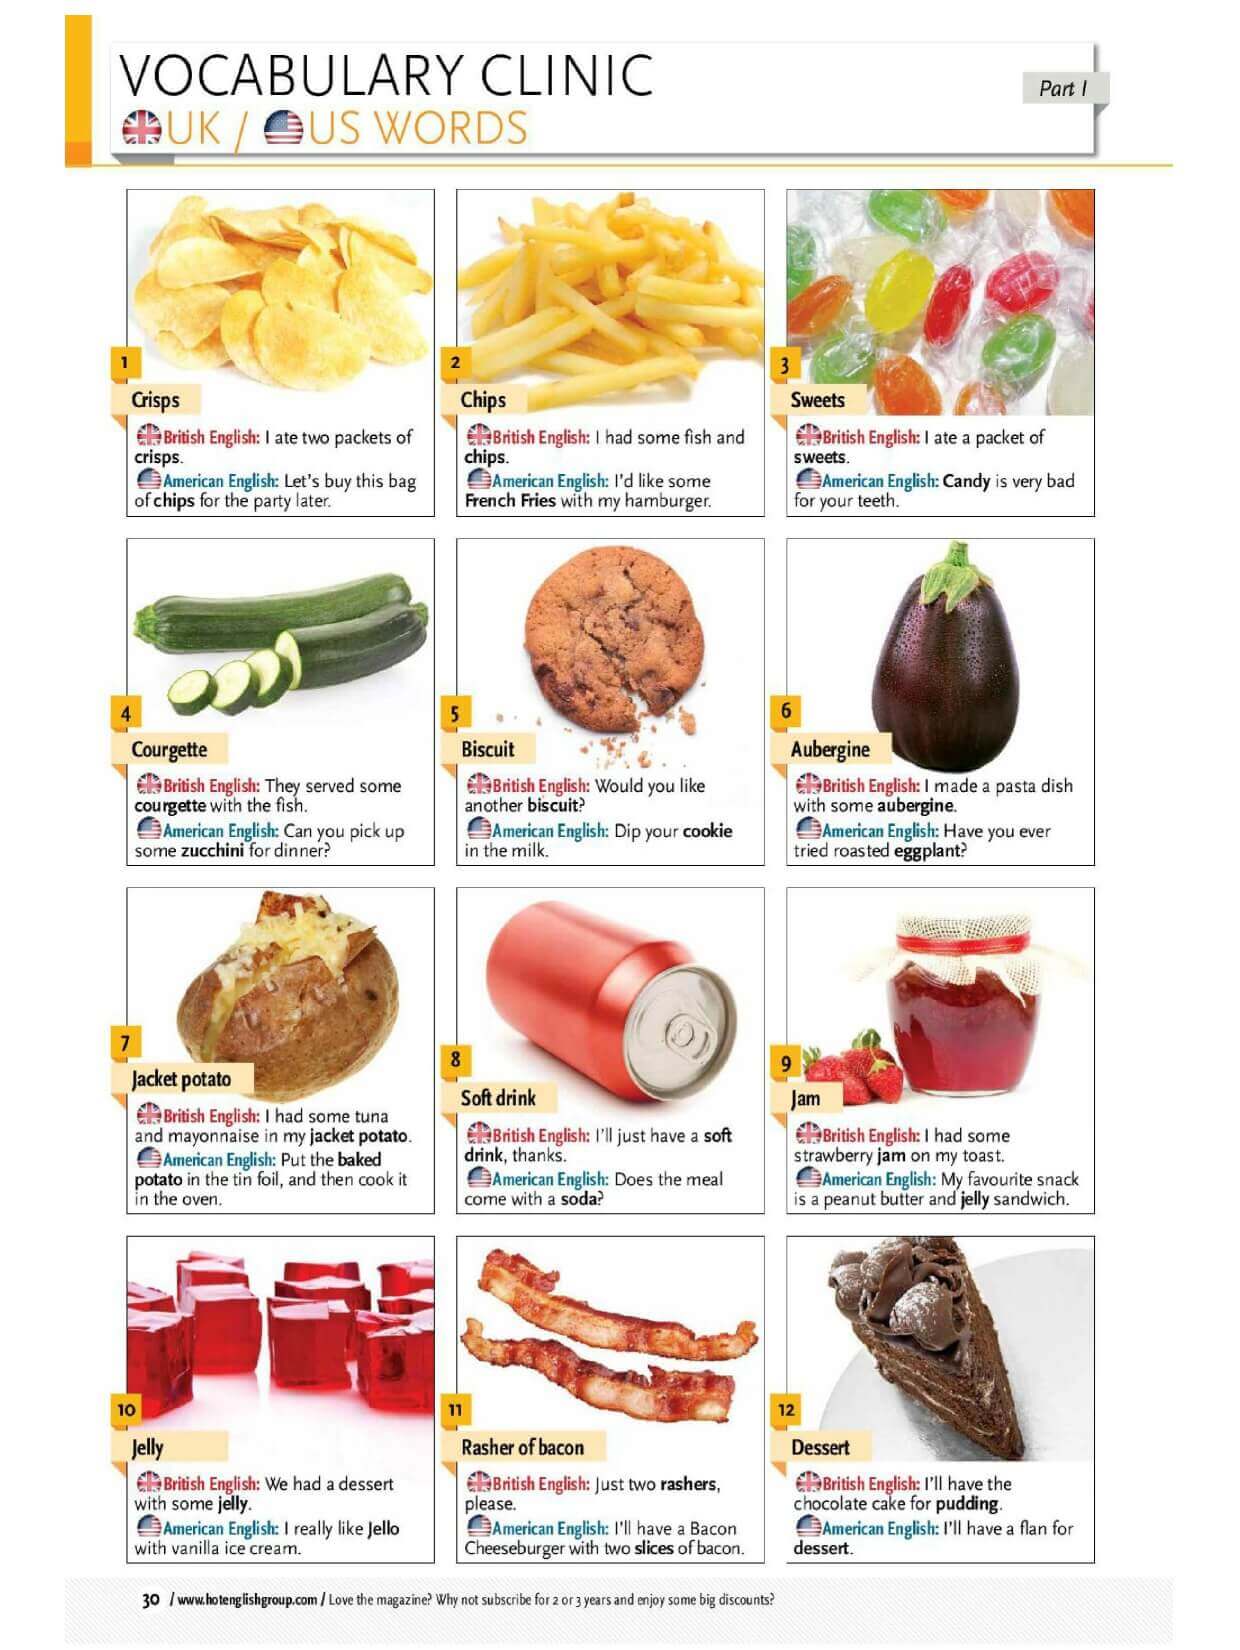 VOCABULARY CLINIC
UK / US WORDS
Part I
1
Crisps
British English: I ate two packets of
crisps.
American English: Let's buy this bag
of chips for the party later.
2
Chips
British English: I had some fish and
chips.
American English: I'd like some
French Fries with my hamburger.
3
Sweets
British English: I ate a packet of
sweets.
American English: Candy is very bad
for your teeth.
4
Courgette
British English: They served some
courgette with the fish.
American English: Can you pick up
some zucchini for dinner?
5
Biscuit
British English: Would you like
another biscuit?
American English: Dip your cookie
in the milk.
6
Aubergine
British English: I made a pasta dish
with some aubergine.
American English: Have you ever
tried roasted eggplant?
7
Jacket potato
British English: I had some tuna
and mayonnaise in my jacket potato.
American English: Put the baked
potato in the tin foil, and then cook it
in the oven.
8
Soft drink
British English: I'll just have a soft
drink, thanks.
American English: Does the meal
come with a soda?
9
Jam
British English: I had some
strawberry jam on my toast.
American English: My favourite snack
is a peanut butter and jelly sandwich.
10
Jelly
British English: We had a dessert
with some jelly.
American English: I really like Jello
with vanilla ice cream.
11
Rasher of bacon
British English: Just two rashers,
please.
American English: I'll have a Bacon
Cheeseburger with two slices of bacon.
12
Dessert
British English: I'll have the
chocolate cake for pudding.
American English: I'll have a flan for
dessert.
30 / www.hotenglishgroup.com / Love the magazine? Why not subscribe for 2 or 3 years and enjoy some big discounts?